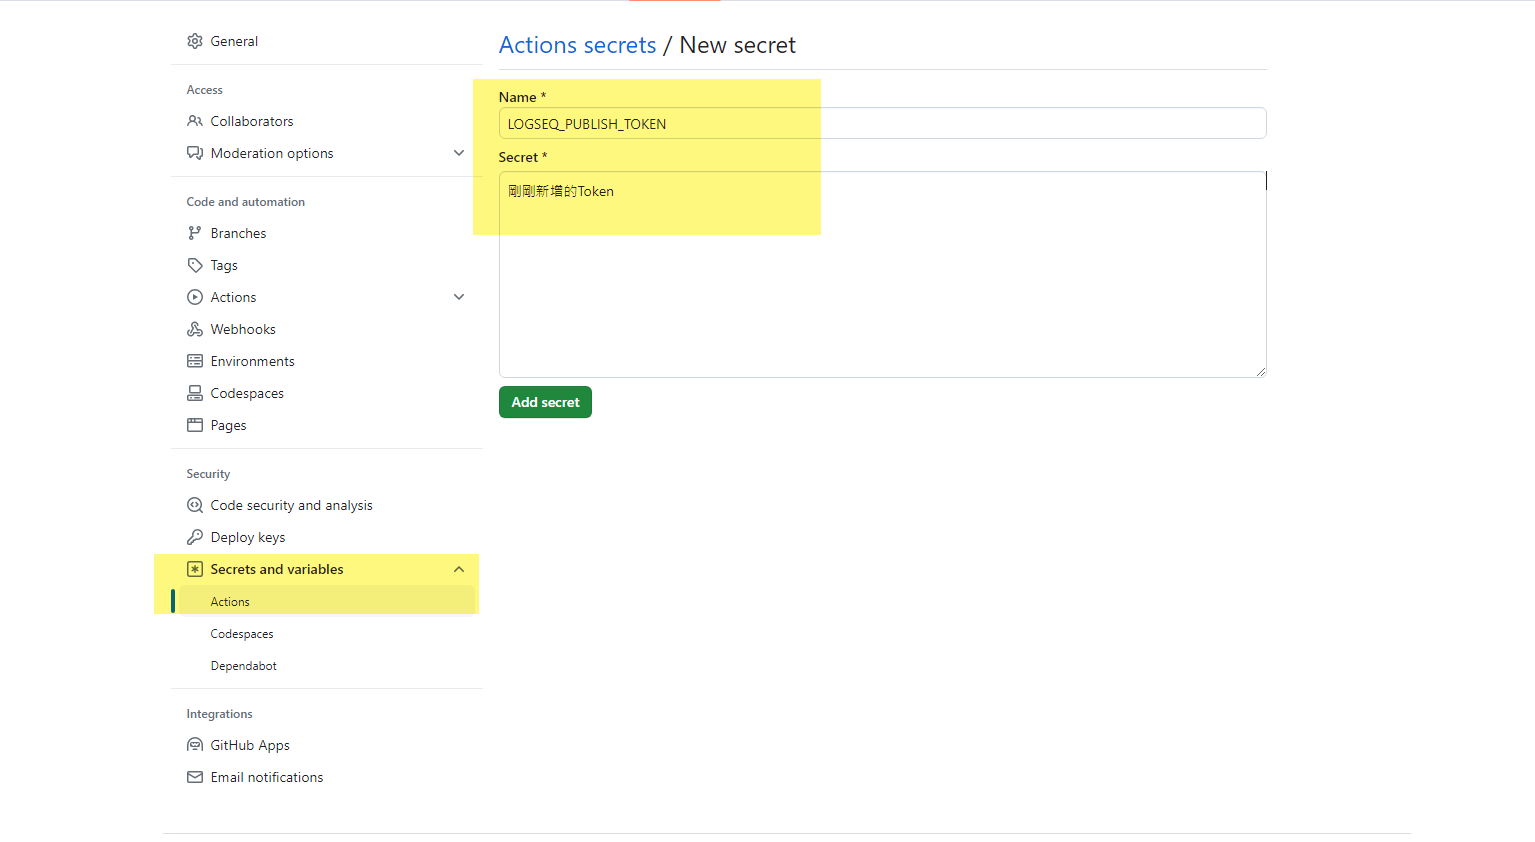 General
Access
Collaborators
Moderation options
Code and automation
Branches
Tags
Actions
Webhooks
Environments
Codespaces
Pages
Security
Code security and analysis
Deploy keys
Secrets and variables
Actions
Codespaces
Dependabot
Integrations
GitHub Apps
Email notifications
Actions secrets / New secret
Name *
LOGSEQ_PUBLISH_TOKEN
Secret *
剛剛新增的Token
Add secret